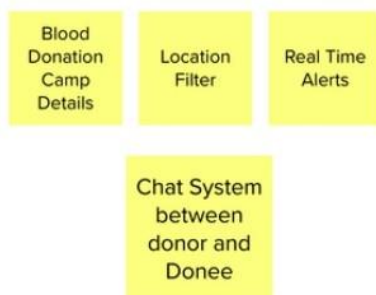 Blood
Donation
Camp
Details
Location
Filter
Real Time
Alerts
Chat System
between
donor and
Donee